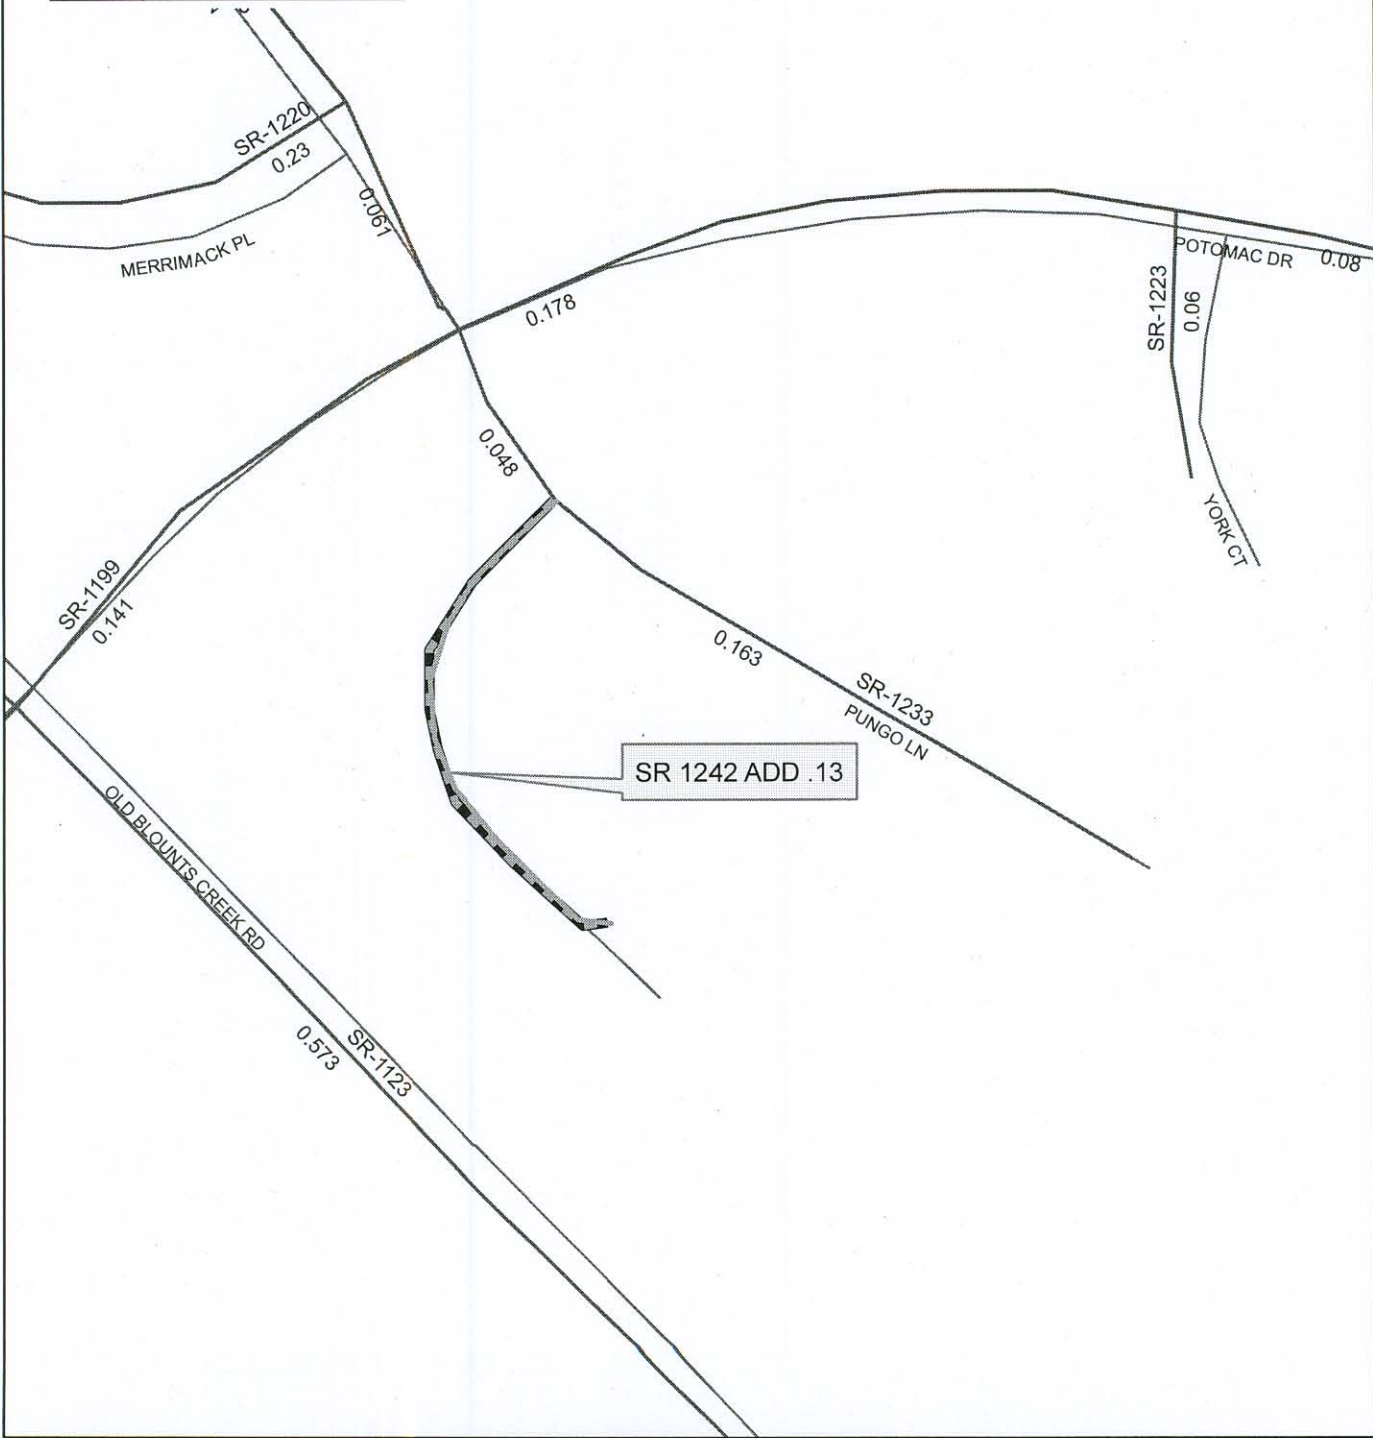 SR-1220
0.23
MERRIMACK PL
0.061
0.178
POTOMAC DR
0.08
SR-1223
0.06
YORK CT
0.048
SR-1199
0.141
0.163
SR-1233
PUNGO LN
SR 1242 ADD .13
OLD BLOUNTS CREEK RD
SR-1123
0.573